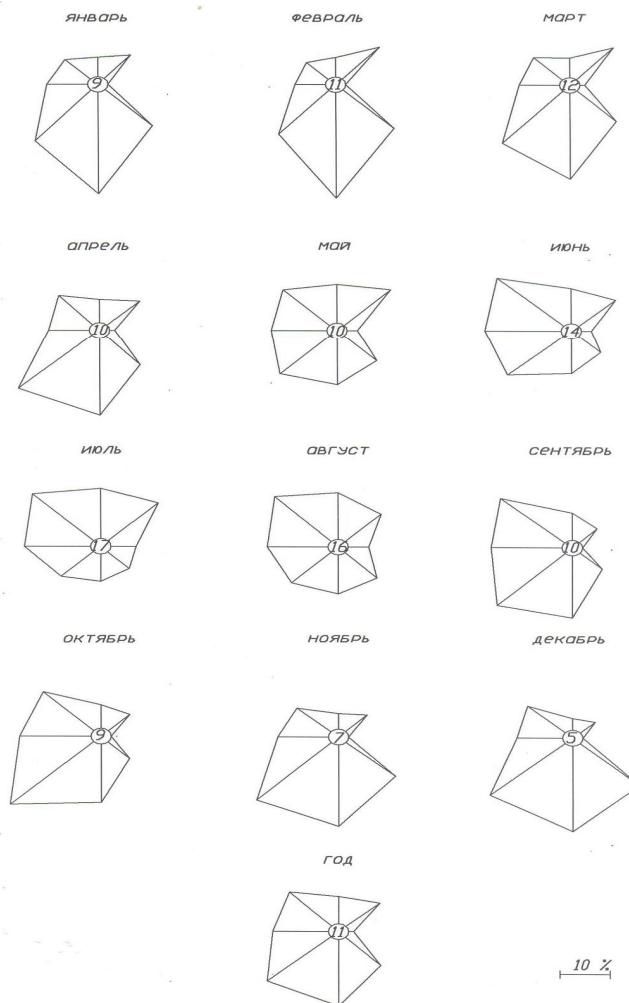 ЯНВАРЬ ФЕВРАЛЬ МАРТ
9 11 12
АПРЕЛЬ МАЙ ИЮНЬ
10 10 14
ИЮЛЬ АВГУСТ СЕНТЯБРЬ
17 16 10
ОКТЯБРЬ НОЯБРЬ ДЕКАБРЬ
9 7 5
ГОД
11
10 %